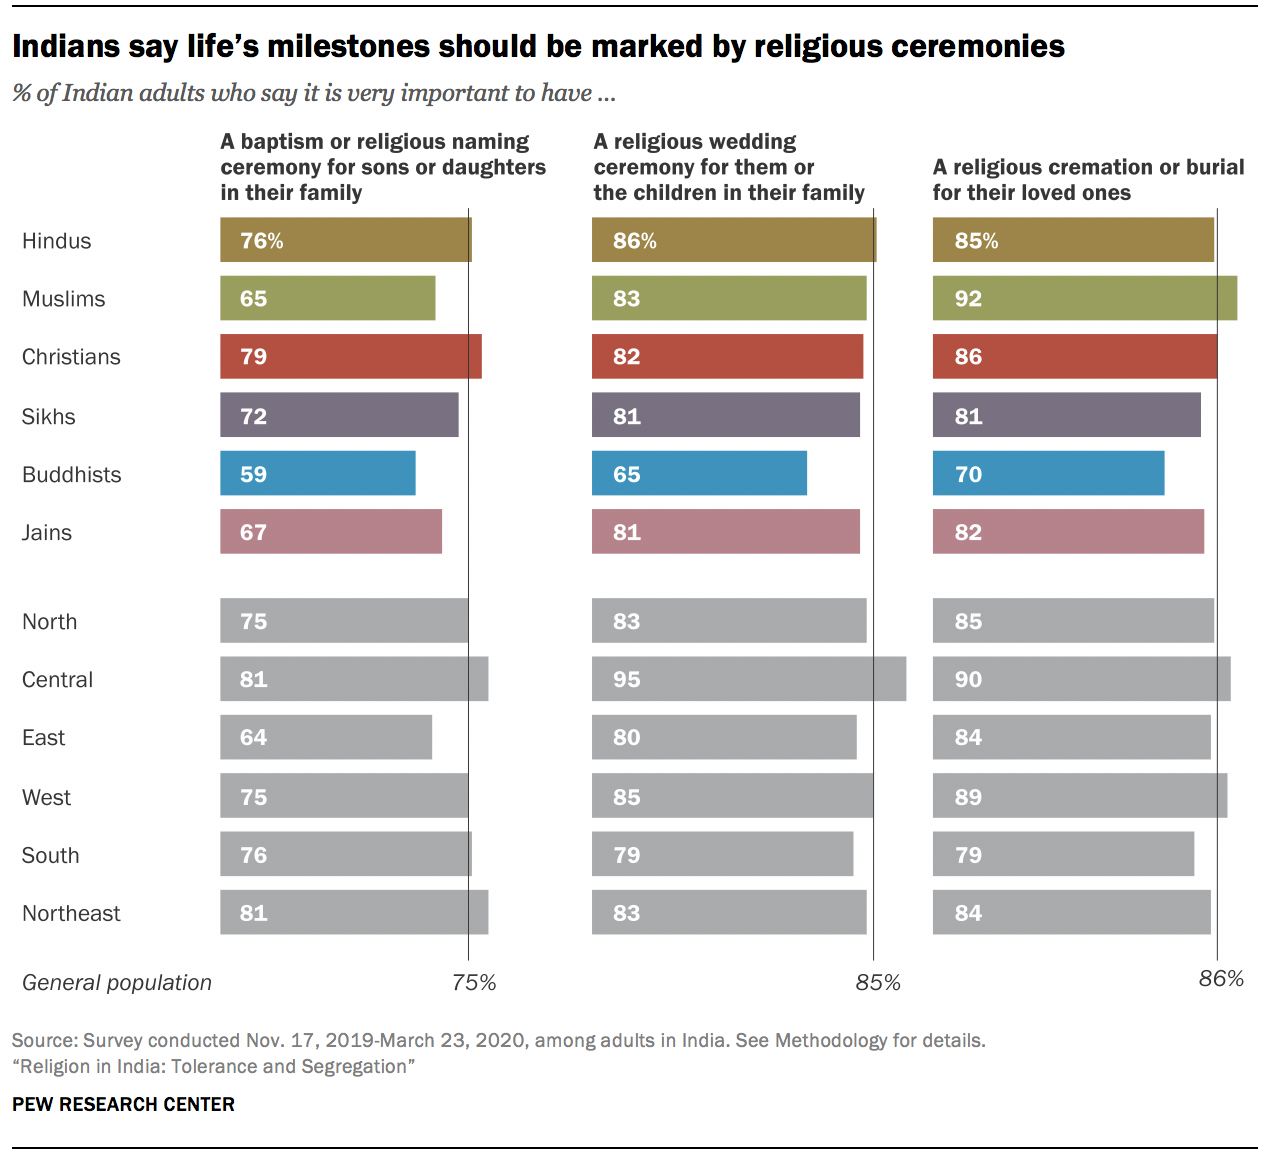 Indians say life's milestones should be marked by religious ceremonies
% of Indian adults who say it is very important to have ...
A baptism or religious naming
ceremony for sons or daughters
in their family
A religious wedding
ceremony for them or
the children in their family
A religious cremation or burial
for their loved ones
Hindus 76% 86% 85%
Muslims 65 83 92
Christians 79 82 86
Sikhs 72 81 81
Buddhists 59 65 70
Jains 67 81 82
North 75 83 85
Central 81 95 90
East 64 80 84
West 75 85 89
South 76 79 79
Northeast 81 83 84
General population 75% 85% 86%
Source: Survey conducted Nov. 17, 2019-March 23, 2020, among adults in India. See Methodology for details.
“Religion in India: Tolerance and Segregation”
PEW RESEARCH CENTER